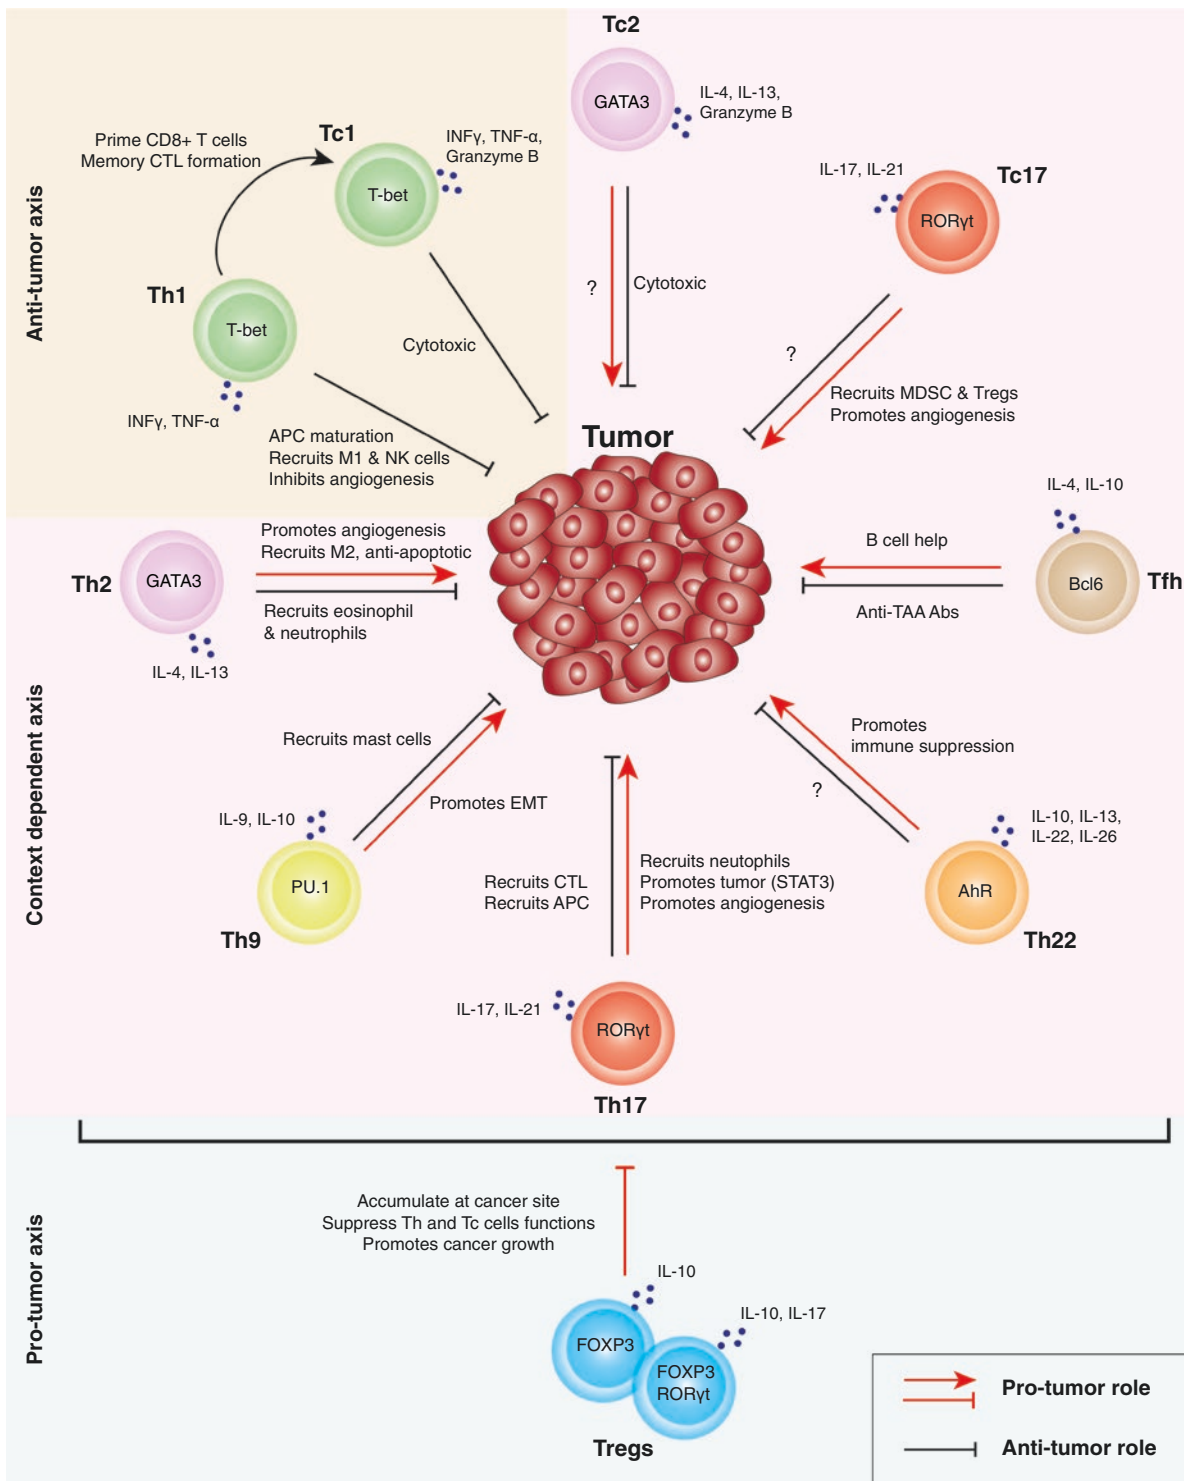 Anti-tumor axis
Prime CD8+ T cells
Memory CTL formation
Tc1
T-bet
INFγ, TNF-α,
Granzyme B
Th1
T-bet
INFγ, TNF-α
Cytotoxic
APC maturation
Recruits M1 & NK cells
Inhibits angiogenesis
Tc2
GATA3
IL-4, IL-13,
Granzyme B
?
Cytotoxic
IL-17, IL-21
Tc17
RORγt
?
Recruits MDSC & Tregs
Promotes angiogenesis
Tumor
Context dependent axis
Th2
GATA3
IL-4, IL-13
Promotes angiogenesis
Recruits M2, anti-apoptotic
Recruits eosinophil
& neutrophils
IL-4, IL-10
B cell help
Bcl6
Tfh
Anti-TAA Abs
Recruits mast cells
Promotes EMT
IL-9, IL-10
PU.1
Th9
Recruits CTL
Recruits APC
Recruits neutophils
Promotes tumor (STAT3)
Promotes angiogenesis
IL-17, IL-21
RORγt
Th17
Promotes
immune suppression
?
IL-10, IL-13,
IL-22, IL-26
AhR
Th22
Pro-tumor axis
Accumulate at cancer site
Suppress Th and Tc cells functions
Promotes cancer growth
IL-10
IL-10, IL-17
FOXP3
FOXP3
RORγt
Tregs
Pro-tumor role
Anti-tumor role